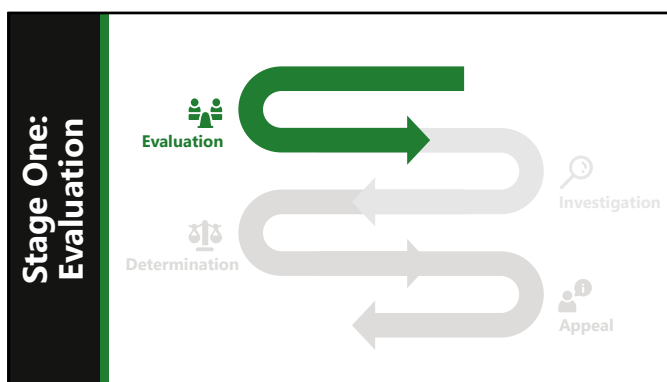 Stage One:
Evaluation
Evaluation
Investigation
Determination
Appeal